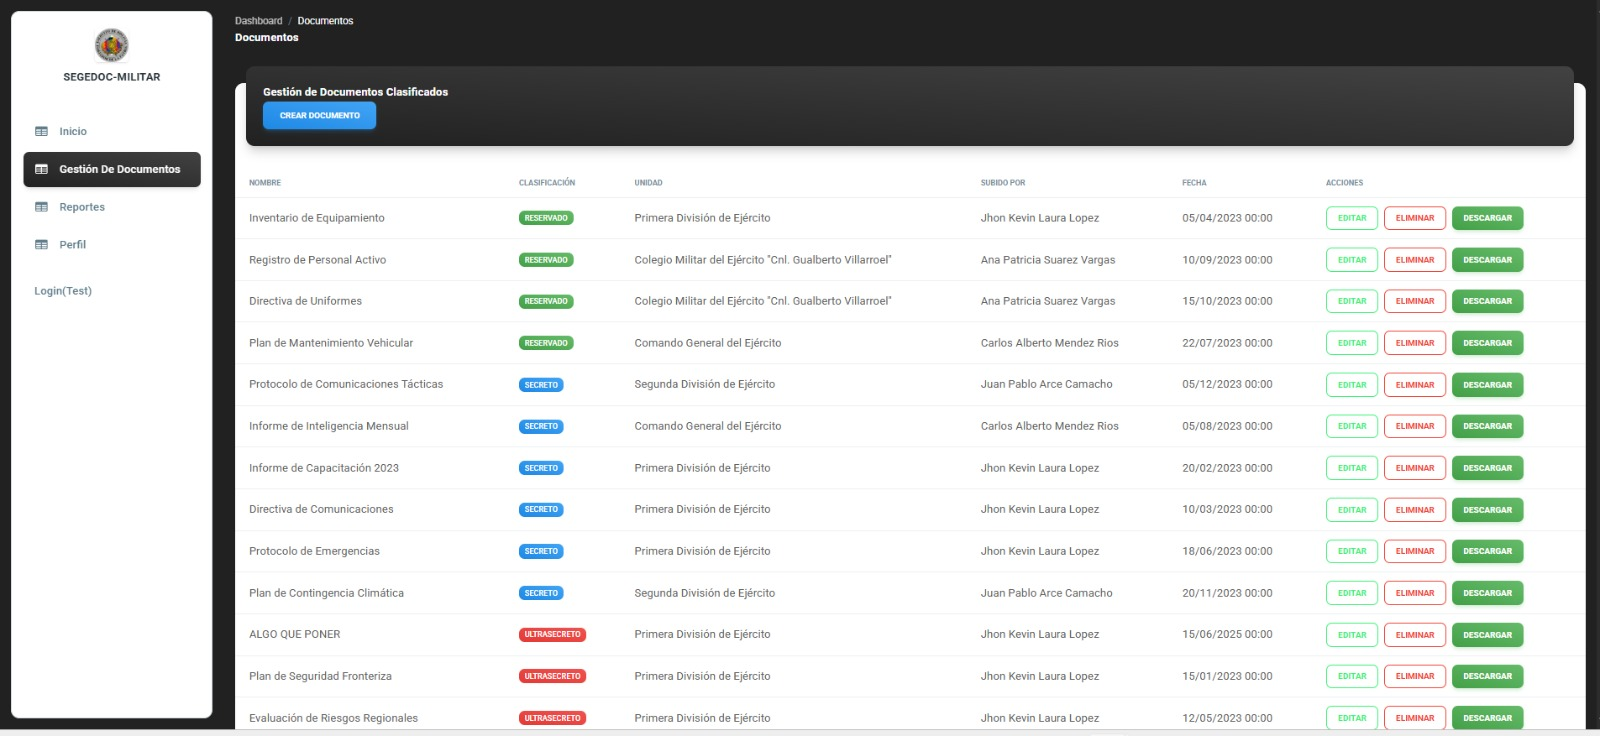 SEGEDOC-MILITAR
Inicio
Gestión De Documentos
Reportes
Perfil
Login(Test)
Dashboard / Documentos
Documentos
Gestión de Documentos Clasificados
CREAR DOCUMENTO
NOMBRE CLASIFICACIÓN UNIDAD SUBIDO POR FECHA ACCIONES
Inventario de Equipamiento RESERVADO Primera División de Ejército Jhon Kevin Laura Lopez 05/04/2023 00:00 EDITAR ELIMINAR DESCARGAR
Registro de Personal Activo RESERVADO Colegio Militar del Ejército "Cnl. Gualberto Villarroel" Ana Patricia Suarez Vargas 10/09/2023 00:00 EDITAR ELIMINAR DESCARGAR
Directiva de Uniformes RESERVADO Colegio Militar del Ejército "Cnl. Gualberto Villarroel" Ana Patricia Suarez Vargas 15/10/2023 00:00 EDITAR ELIMINAR DESCARGAR
Plan de Mantenimiento Vehicular RESERVADO Comando General del Ejército Carlos Alberto Mendez Rios 22/07/2023 00:00 EDITAR ELIMINAR DESCARGAR
Protocolo de Comunicaciones Tácticas SECRETO Segunda División de Ejército Juan Pablo Arce Camacho 05/12/2023 00:00 EDITAR ELIMINAR DESCARGAR
Informe de Inteligencia Mensual SECRETO Comando General del Ejército Carlos Alberto Mendez Rios 05/08/2023 00:00 EDITAR ELIMINAR DESCARGAR
Informe de Capacitación 2023 SECRETO Primera División de Ejército Jhon Kevin Laura Lopez 20/02/2023 00:00 EDITAR ELIMINAR DESCARGAR
Directiva de Comunicaciones SECRETO Primera División de Ejército Jhon Kevin Laura Lopez 10/03/2023 00:00 EDITAR ELIMINAR DESCARGAR
Protocolo de Emergencias SECRETO Primera División de Ejército Jhon Kevin Laura Lopez 18/06/2023 00:00 EDITAR ELIMINAR DESCARGAR
Plan de Contingencia Climática SECRETO Segunda División de Ejército Juan Pablo Arce Camacho 20/11/2023 00:00 EDITAR ELIMINAR DESCARGAR
ALGO QUE PONER ULTRASECRETO Primera División de Ejército Jhon Kevin Laura Lopez 15/06/2025 00:00 EDITAR ELIMINAR DESCARGAR
Plan de Seguridad Fronteriza ULTRASECRETO Primera División de Ejército Jhon Kevin Laura Lopez 15/01/2023 00:00 EDITAR ELIMINAR DESCARGAR
Evaluación de Riesgos Regionales ULTRASECRETO Primera División de Ejército Jhon Kevin Laura Lopez 12/05/2023 00:00 EDITAR ELIMINAR DESCARGAR